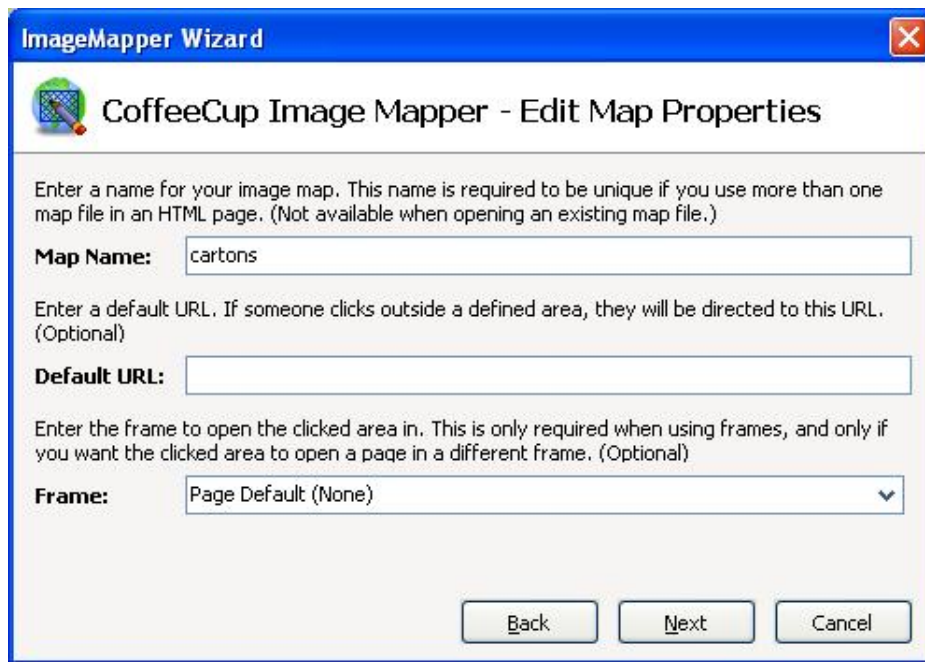 ImageMapper Wizard
CoffeeCup Image Mapper - Edit Map Properties
Enter a name for your image map. This name is required to be unique if you use more than one
map file in an HTML page. (Not available when opening an existing map file.)
Map Name: cartons
Enter a default URL. If someone clicks outside a defined area, they will be directed to this URL.
(Optional)
Default URL:
Enter the frame to open the clicked area in. This is only required when using frames, and only if
you want the clicked area to open a page in a different frame. (Optional)
Frame: Page Default (None)
Back Next Cancel